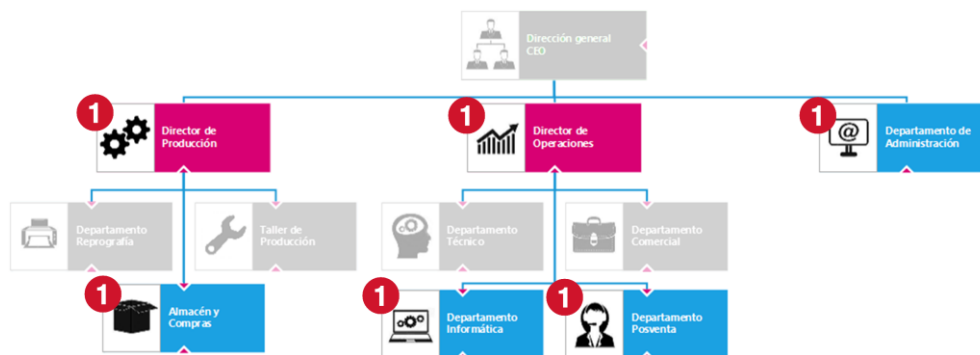 Dirección general
CEO
1
Director de
Producción
1
Director de
Operaciones
1
@
Departamento de
Administración
Departamento
Reprografía
Taller de
Producción
Departamento
Técnico
Departamento
Comercial
1
Almacén y
Compras
1
Departamento
Informática
1
Departamento
Posventa